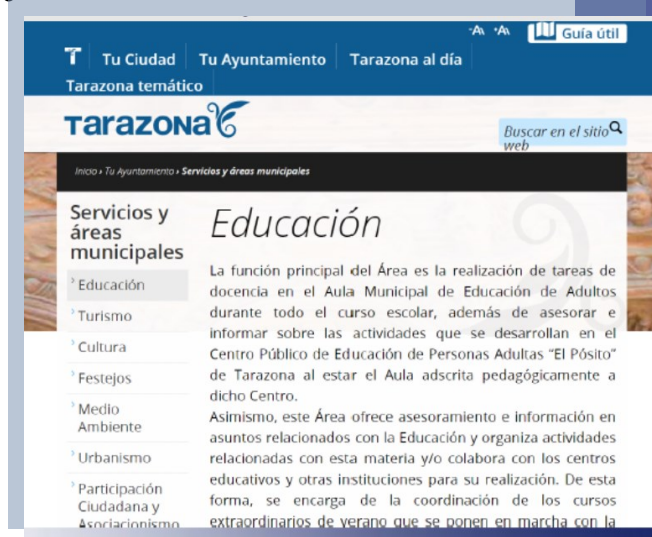 -A +A Guía útil
T Tu Ciudad Tu Ayuntamiento Tarazona al día
Tarazona temático
Tarazona
Buscar en el sitio
web
Inicio › Tu Ayuntamiento › Servicios y áreas municipales
Servicios y
áreas
municipales
Educación
Turismo
Cultura
Festejos
Medio
Ambiente
Urbanismo
Participación
Ciudadana y
Asociacionismo
Educación
La función principal del Área es la realización de tareas de
docencia en el Aula Municipal de Educación de Adultos
durante todo el curso escolar, además de asesorar e
informar sobre las actividades que se desarrollan en el
Centro Público de Educación de Personas Adultas “El Pósito”
de Tarazona al estar el Aula adscrita pedagógicamente a
dicho Centro.
Asimismo, este Área ofrece asesoramiento e información en
asuntos relacionados con la Educación y organiza actividades
relacionadas con esta materia y/o colabora con los centros
educativos y otras instituciones para su realización. De esta
forma, se encarga de la coordinación de los cursos
extraordinarios de verano que se ponen en marcha con la